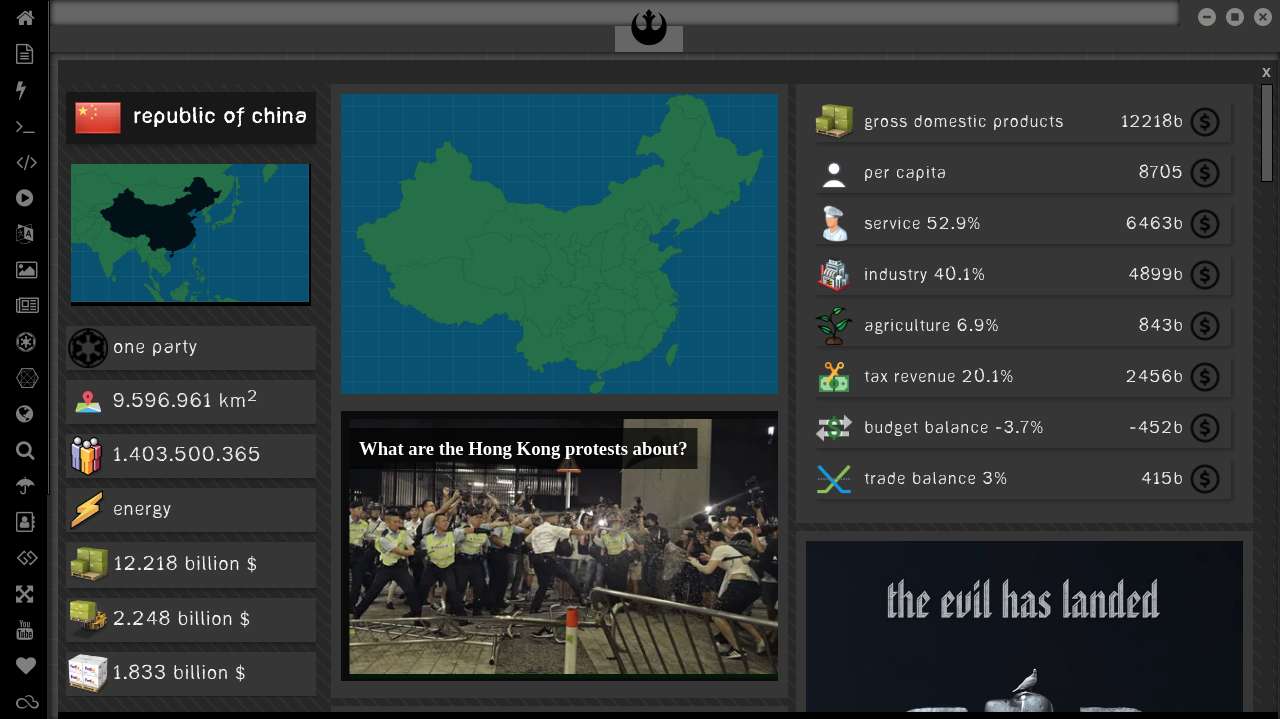 x
republic of china
one party
9.596.961 km²
1.403.500.365
energy
12.218 billion $
2.248 billion $
1.833 billion $
What are the Hong Kong protests about?
gross domestic products 12218b $
per capita 8705 $
service 52.9% 6463b $
industry 40.1% 4899b $
agriculture 6.9% 843b $
tax revenue 20.1% 2456b $
budget balance -3.7% -452b $
trade balance 3% 415b $
the evil has landed
You
Tube